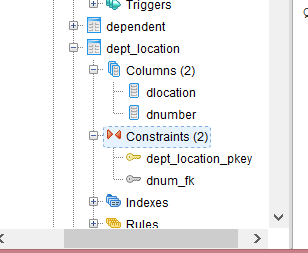 Triggers
dependent
dept_location
Columns (2)
dlocation
dnumber
Constraints (2)
dept_location_pkey
dnum_fk
Indexes
Rules